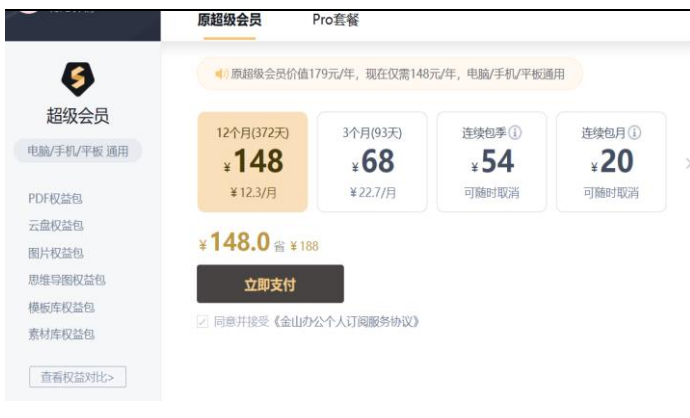 原超级会员
Pro套餐
原超级会员价值179元/年，现在仅需148元/年，电脑/手机/平板通用
超级会员
电脑/手机/平板 通用
PDF权益包
云盘权益包
图片权益包
思维导图权益包
模板库权益包
素材库权益包
查看权益对比>
12个月(372天)
¥148
¥12.3/月
3个月(93天)
¥68
¥22.7/月
连续包季
¥54
可随时取消
连续包月
¥20
可随时取消
¥148.0 省 ¥188
立即支付
同意并接受《金山办公个人订阅服务协议》